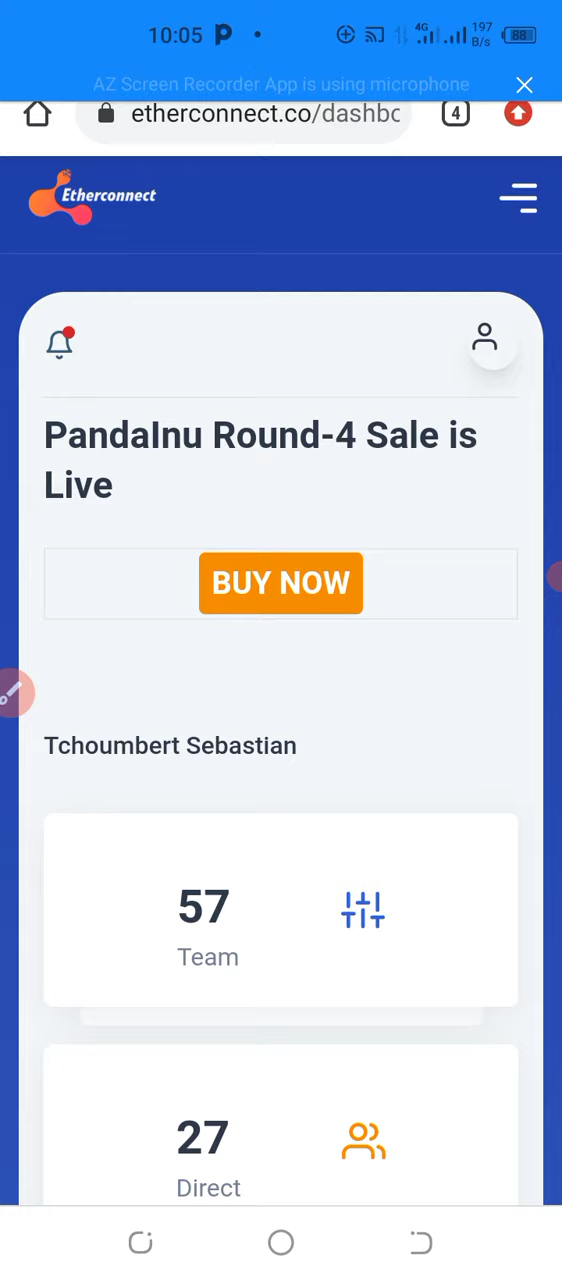 10:05 4G 197 B/s 88
AZ Screen Recorder App is using microphone
etherconnect.co/dashbc 4
Etherconnect
PandaInu Round-4 Sale is
Live
BUY NOW
Tchoumbert Sebastian
57
Team
27
Direct